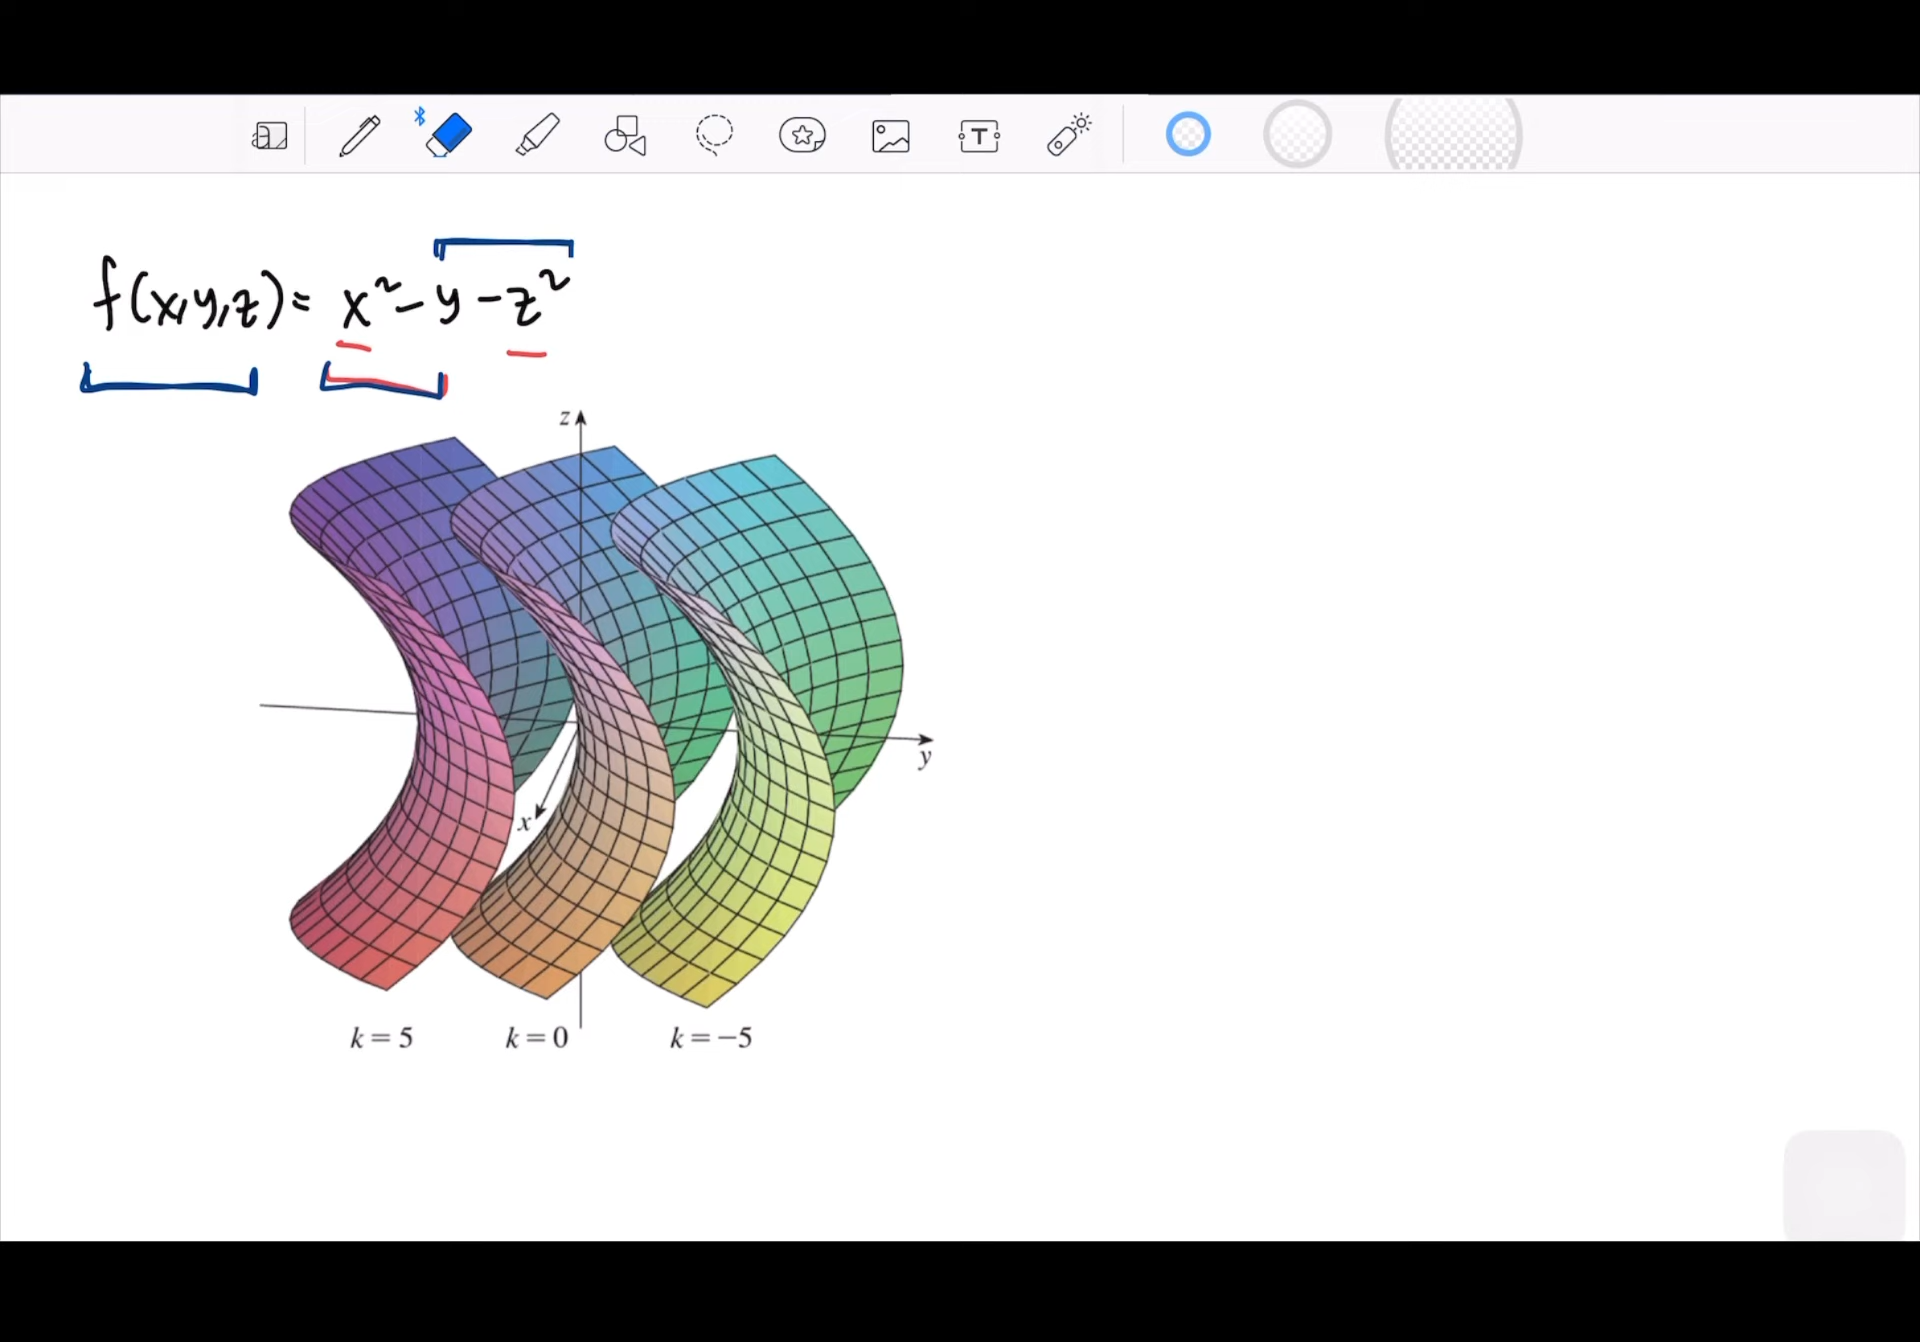 f(x,y,z) = x² - y - z²
z
y
x
k = 5 k = 0 k = −5